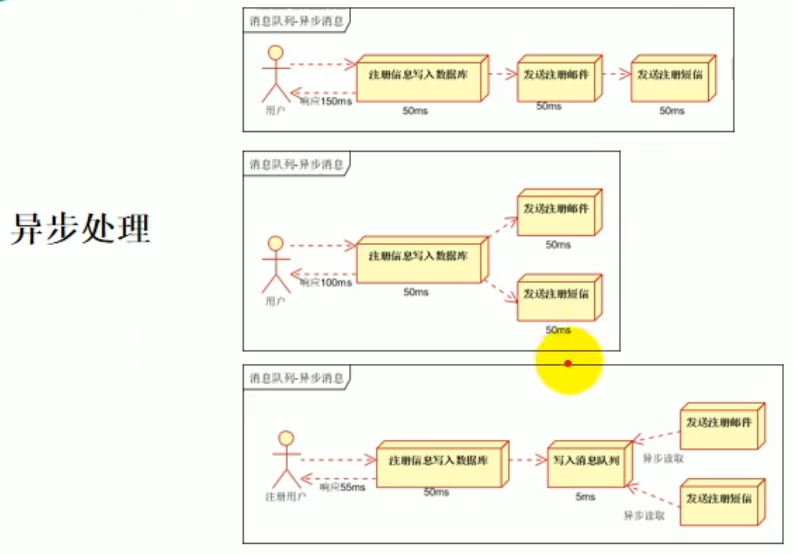 消息队列-异步消息
注册信息写入数据库
发送注册邮件
发送注册短信
响应150ms
用户
50ms
50ms
50ms
消息队列-异步消息
异步处理
发送注册邮件
50ms
注册信息写入数据库
响应100ms
用户
50ms
发送注册短信
50ms
消息队列-异步消息
发送注册邮件
注册信息写入数据库
写入消息队列
异步读取
响应55ms
注册用户
50ms
5ms
发送注册短信
异步读取